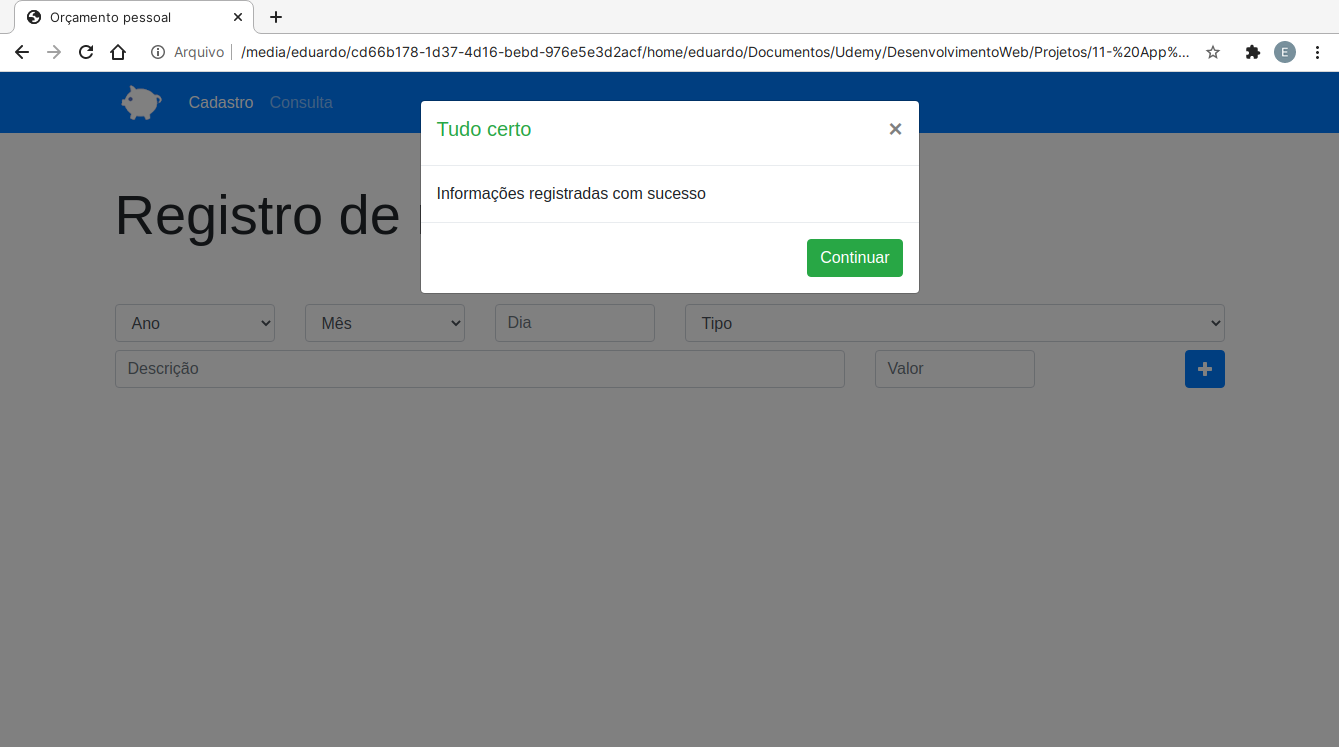 Orçamento pessoal
Arquivo /media/eduardo/cd66b178-1d37-4d16-bebd-976e5e3d2acf/home/eduardo/Documentos/Udemy/DesenvolvimentoWeb/Projetos/11-%20App%... E
Cadastro Consulta
Tudo certo ×
Informações registradas com sucesso
Continuar
Registro de
Ano Mês Dia Tipo
Descrição Valor